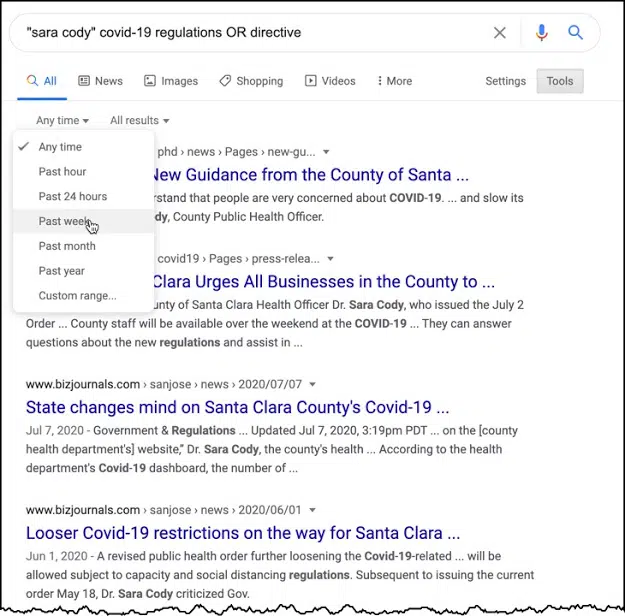 "sara cody" covid-19 regulations OR directive
All News Images Shopping Videos More Settings Tools
Any time All results
Any time
Past hour
Past 24 hours
Past week
Past month
Past year
Custom range...
phd › news › Pages › new-gu...
New Guidance from the County of Santa ...
stand that people are very concerned about COVID-19. ... and slow its
dy, County Public Health Officer.
covid19 › Pages › press-relea...
Clara Urges All Businesses in the County to ...
unty of Santa Clara Health Officer Dr. Sara Cody, who issued the July 2
Order ... County staff will be available over the weekend at the COVID-19 ... They can answer
questions about the new regulations and assist in ...
www.bizjournals.com › sanjose › news › 2020/07/07
State changes mind on Santa Clara County's Covid-19 ...
Jul 7, 2020 - Government & Regulations ... Updated Jul 7, 2020, 3:19pm PDT ... on the [county
health department's] website,” Dr. Sara Cody, the county's health ... According to the health
department's Covid-19 dashboard, the number of ...
www.bizjournals.com › sanjose › news › 2020/06/01
Looser Covid-19 restrictions on the way for Santa Clara ...
Jun 1, 2020 - A revised public health order further loosening the Covid-19-related ... will be
allowed subject to capacity and social distancing regulations. Subsequent to issuing the current
order May 18, Dr. Sara Cody criticized Gov.